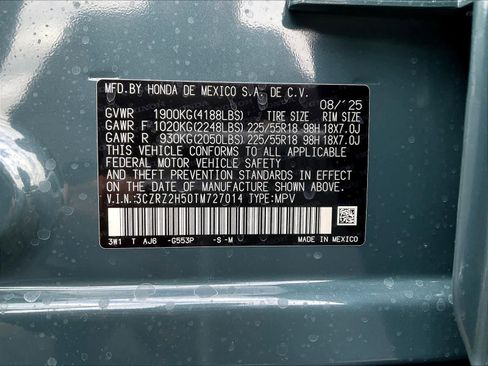 MFD.BY HONDA DE MEXICO S.A. DE C.V.
08/'25
GVWR 1900KG(4188LBS) TIRE SIZE RIM SIZE
GAWR F 1020KG(2248LBS) 225/55R18 98H 18X7.0J
GAWR R 930KG(2050LBS) 225/55R18 98H 18X7.0J
THIS VEHICLE CONFORMS TO ALL APPLICABLE
FEDERAL MOTOR VEHICLE SAFETY
AND THEFT PREVENTION STANDARDS IN EFFECT ON
THE DATE OF MANUFACTURE SHOWN ABOVE.
V.I.N.:3CZRZ2H50TM727014 TYPE:MPV
3W1 T AJ6 -G553P -S-M MADE IN MEXICO